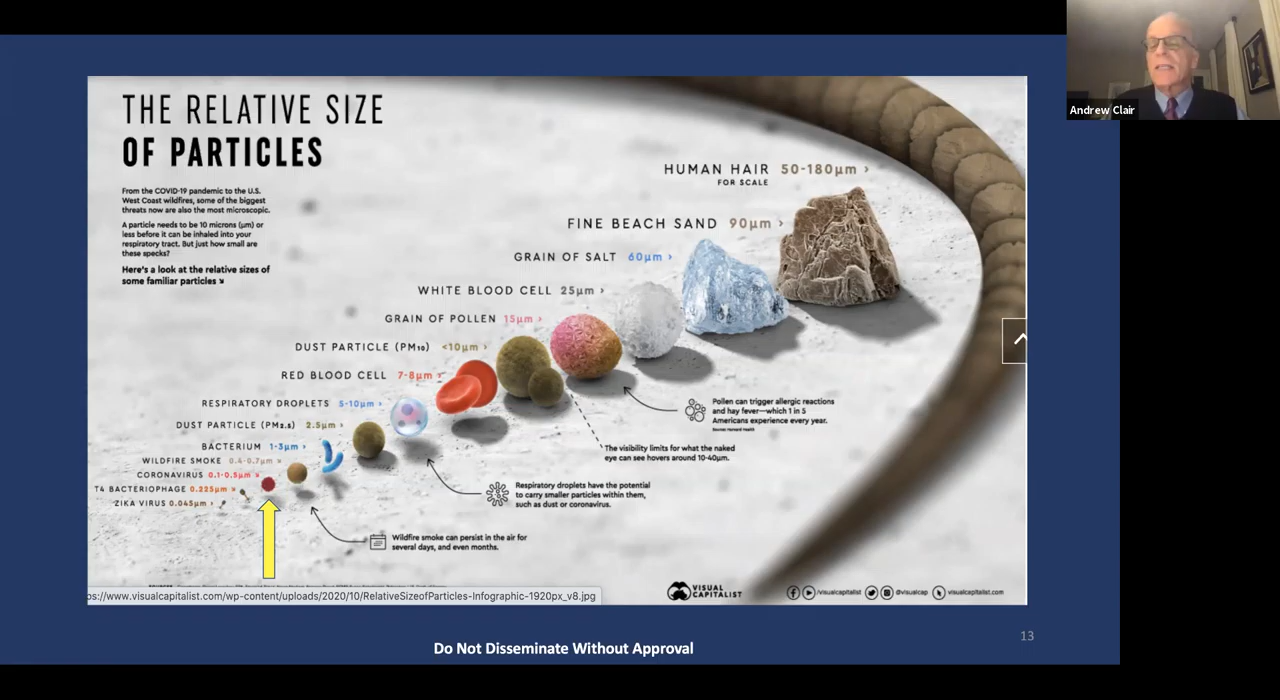 Andrew Clair
THE RELATIVE SIZE
OF PARTICLES
From the COVID-19 pandemic to the U.S.
West Coast wildfires, some of the biggest
threats now are also the most microscopic.
A particle needs to be 10 microns (µm) or
less before it can be inhaled into your
respiratory tract. But just how small are
these specks?
Here's a look at the relative sizes of
some familiar particles
HUMAN HAIR 50-180µm ›
FOR SCALE
FINE BEACH SAND 90µm ›
GRAIN OF SALT 60µm ›
WHITE BLOOD CELL 25µm ›
GRAIN OF POLLEN 15µm ›
DUST PARTICLE (PM10) <10µm ›
RED BLOOD CELL 7-8µm ›
RESPIRATORY DROPLETS 5-10µm ›
DUST PARTICLE (PM2.5) 2.5µm ›
BACTERIUM 1-3µm ›
WILDFIRE SMOKE 0.4-0.7µm ›
CORONAVIRUS 0.1-0.5µm ›
T4 BACTERIOPHAGE 0.225µm ›
ZIKA VIRUS 0.045µm ›
Pollen can trigger allergic reactions
and hay fever—which 1 in 5
Americans experience every year.
Source: Harvard Health
The visibility limits for what the naked
eye can see hovers around 10-40µm.
Respiratory droplets have the potential
to carry smaller particles within them,
such as dust or coronavirus.
Wildfire smoke can persist in the air for
several days, and even months.
ps://www.visualcapitalist.com/wp-content/uploads/2020/10/RelativeSizeofParticles-Infographic-1920px_v8.jpg
VISUAL
CAPITALIST
/visualcapitalist @visualcap visualcapitalist.com
13
Do Not Disseminate Without Approval